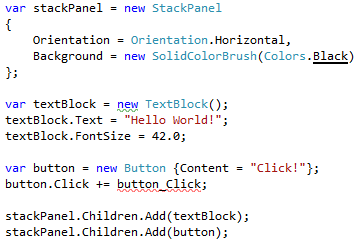 var stackPanel = new StackPanel
{
    Orientation = Orientation.Horizontal,
    Background = new SolidColorBrush(Colors.Black)
};

var textBlock = new TextBlock();
textBlock.Text = "Hello World!";
textBlock.FontSize = 42.0;

var button = new Button {Content = "Click!"};
button.Click += button_Click;

stackPanel.Children.Add(textBlock);
stackPanel.Children.Add(button);